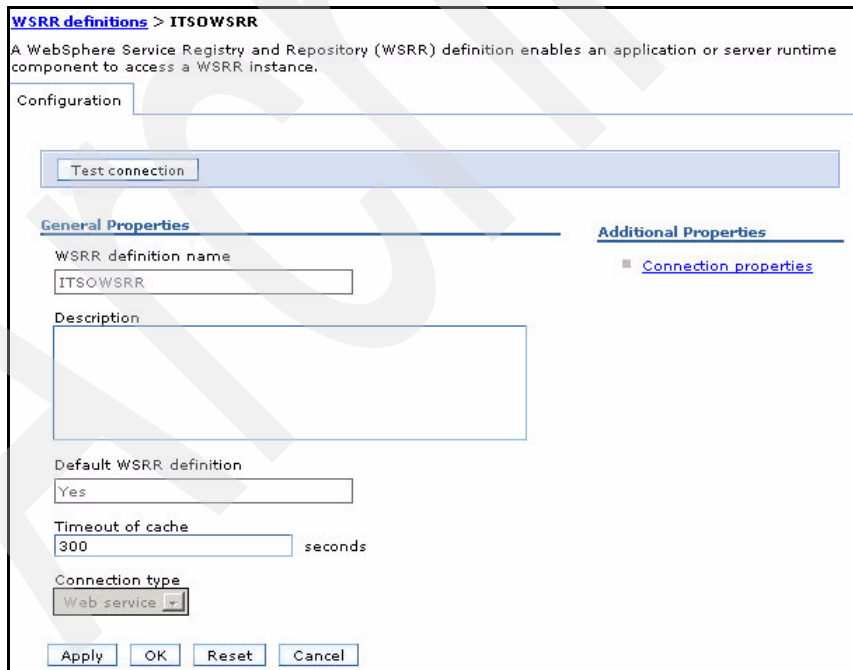 WSRR definitions > ITSOWSRR
A WebSphere Service Registry and Repository (WSRR) definition enables an application or server runtime
component to access a WSRR instance.
Configuration
Test connection
General Properties
WSRR definition name
ITSOWSRR
Description
Default WSRR definition
Yes
Timeout of cache
300 seconds
Connection type
Web service
Additional Properties
Connection properties
Apply OK Reset Cancel